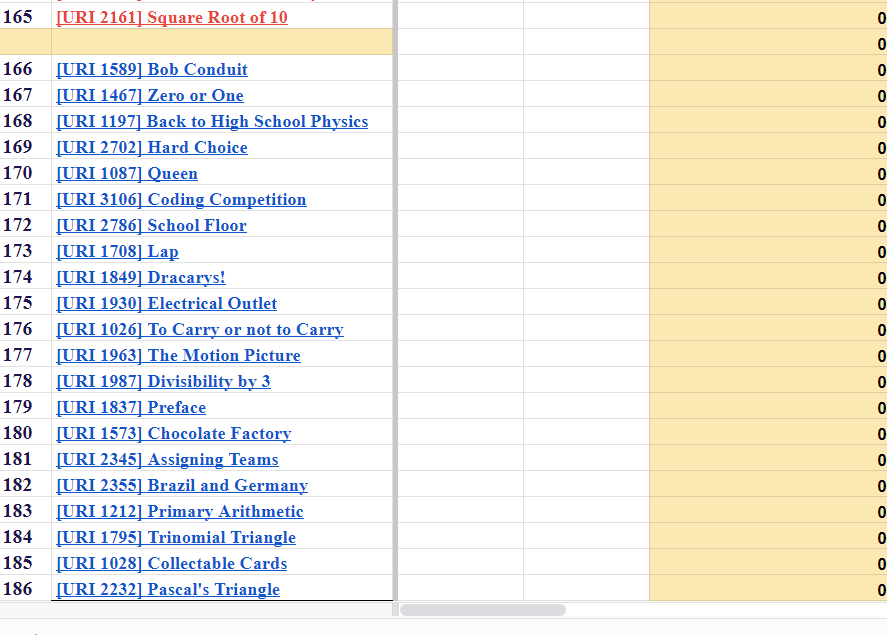 165 [URI 2161] Square Root of 10 0
0
166 [URI 1589] Bob Conduit 0
167 [URI 1467] Zero or One 0
168 [URI 1197] Back to High School Physics 0
169 [URI 2702] Hard Choice 0
170 [URI 1087] Queen 0
171 [URI 3106] Coding Competition 0
172 [URI 2786] School Floor 0
173 [URI 1708] Lap 0
174 [URI 1849] Dracarys! 0
175 [URI 1930] Electrical Outlet 0
176 [URI 1026] To Carry or not to Carry 0
177 [URI 1963] The Motion Picture 0
178 [URI 1987] Divisibility by 3 0
179 [URI 1837] Preface 0
180 [URI 1573] Chocolate Factory 0
181 [URI 2345] Assigning Teams 0
182 [URI 2355] Brazil and Germany 0
183 [URI 1212] Primary Arithmetic 0
184 [URI 1795] Trinomial Triangle 0
185 [URI 1028] Collectable Cards 0
186 [URI 2232] Pascal's Triangle 0